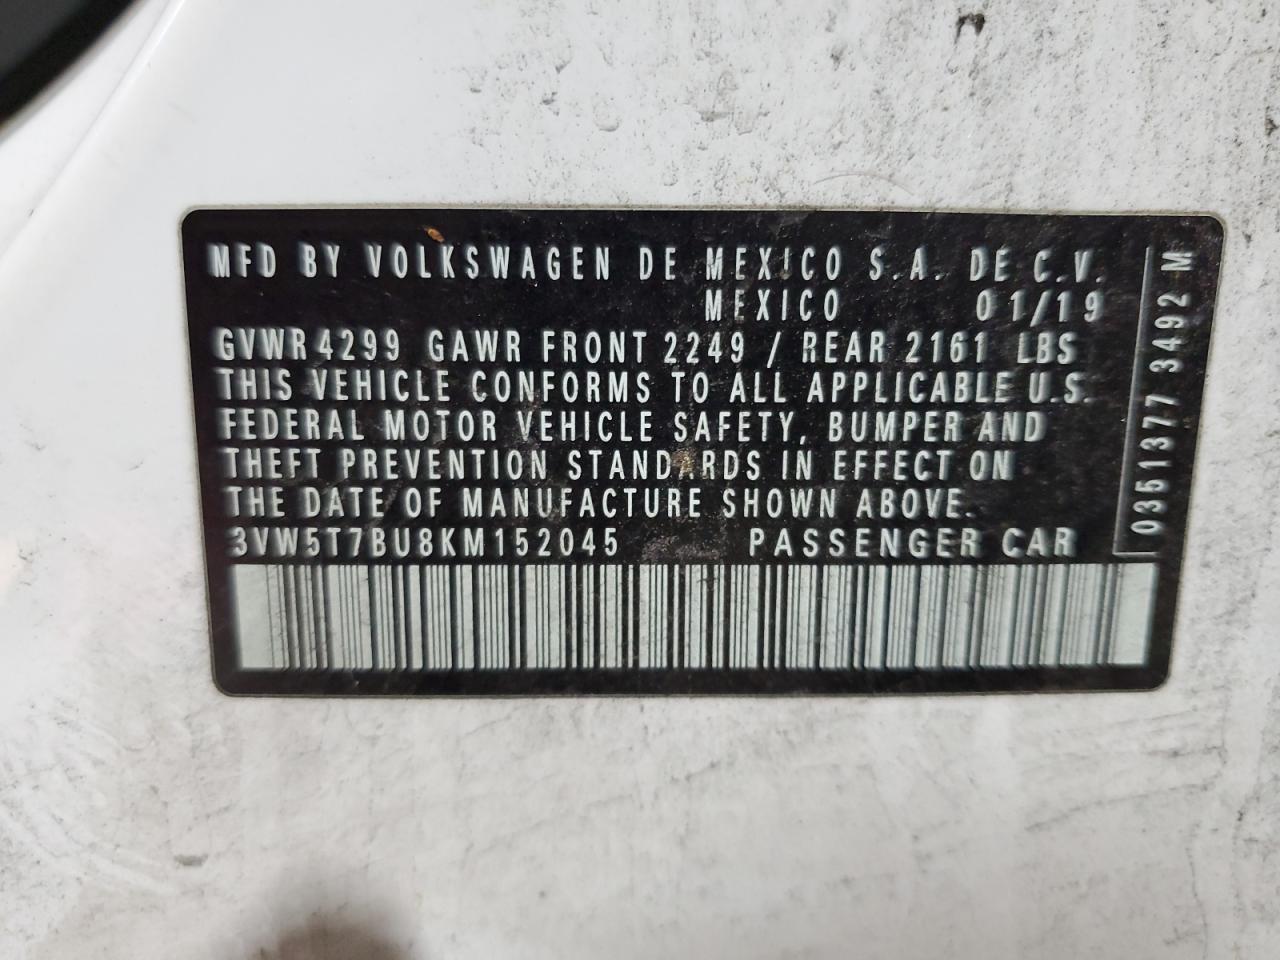 MFD BY VOLKSWAGEN DE MEXICO S.A. DE C.V.
MEXICO 01/19
GVWR 4299 GAWR FRONT 2249 / REAR 2161 LBS
THIS VEHICLE CONFORMS TO ALL APPLICABLE U.S.
FEDERAL MOTOR VEHICLE SAFETY, BUMPER AND
THEFT PREVENTION STANDARDS IN EFFECT ON
THE DATE OF MANUFACTURE SHOWN ABOVE.
3VW5T7BU8KM152045 PASSENGER CAR
0351377 3492 M